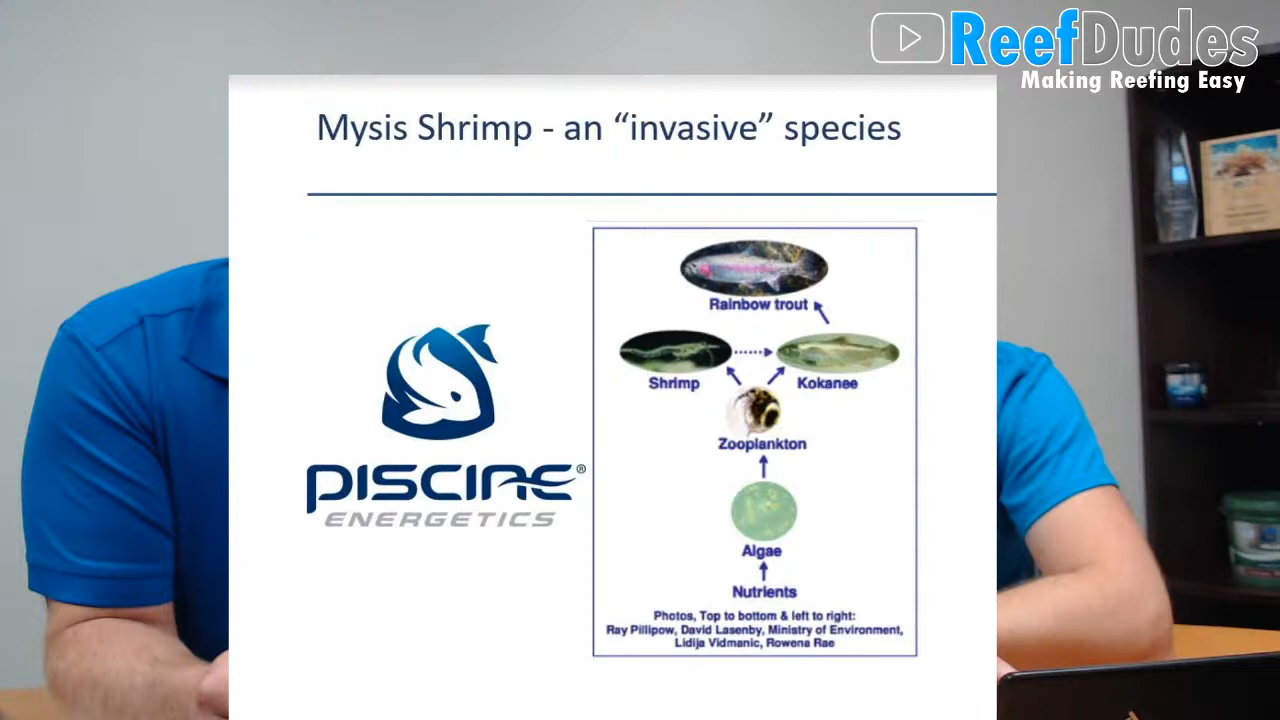 ReefDudes
Making Reefing Easy
Mysis Shrimp - an “invasive” species
PISCINE®
ENERGETICS
Rainbow trout
Shrimp
Kokanee
Zooplankton
Algae
Nutrients
Photos, Top to bottom & left to right:
Ray Pillipow, David Lasenby, Ministry of Environment,
Lidija Vidmanic, Rowena Rae